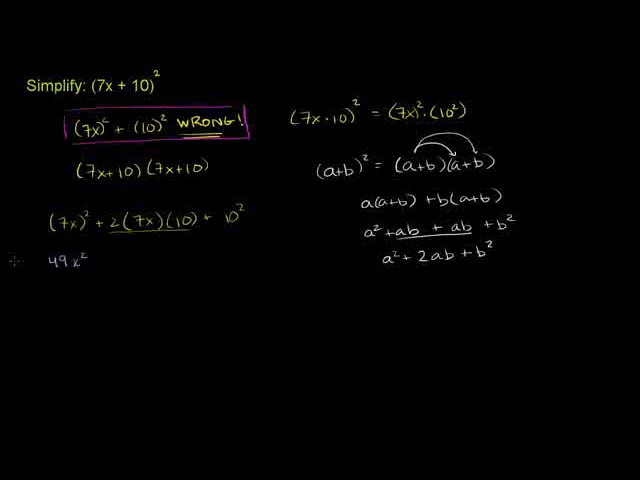 Simplify: (7x + 10)²
(7x)² + (10)² WRONG!
(7x+10)(7x+10)
(7x)² + 2(7x)(10) + 10²
49x²
(7x · 10)² = (7x)² · (10²)
(a+b)² = (a+b)(a+b)
a(a+b) + b(a+b)
a² + ab + ab + b²
a² + 2ab + b²